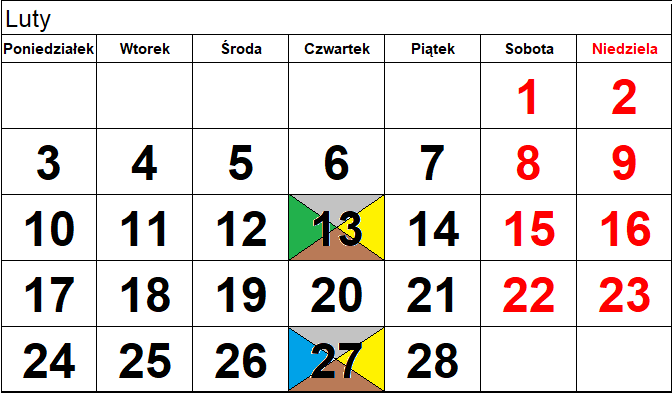 Luty
Poniedziałek Wtorek Środa Czwartek Piątek Sobota Niedziela
1 2
3 4 5 6 7 8 9
10 11 12 13 14 15 16
17 18 19 20 21 22 23
24 25 26 27 28